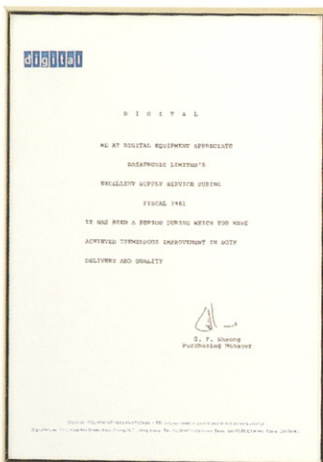 digital
D I G I T A L
WE AT DIGITAL EQUIPMENT APPRECIATE
DATATRONIC LIMITED'S
EXCELLENT SUPPLY SERVICE DURING
FISCAL 1981
IT HAS BEEN A PERIOD DURING WHICH YOU HAVE
ACHIEVED TREMENDOUS IMPROVEMENT IN BOTH
DELIVERY AND QUALITY
Purchasing Manager